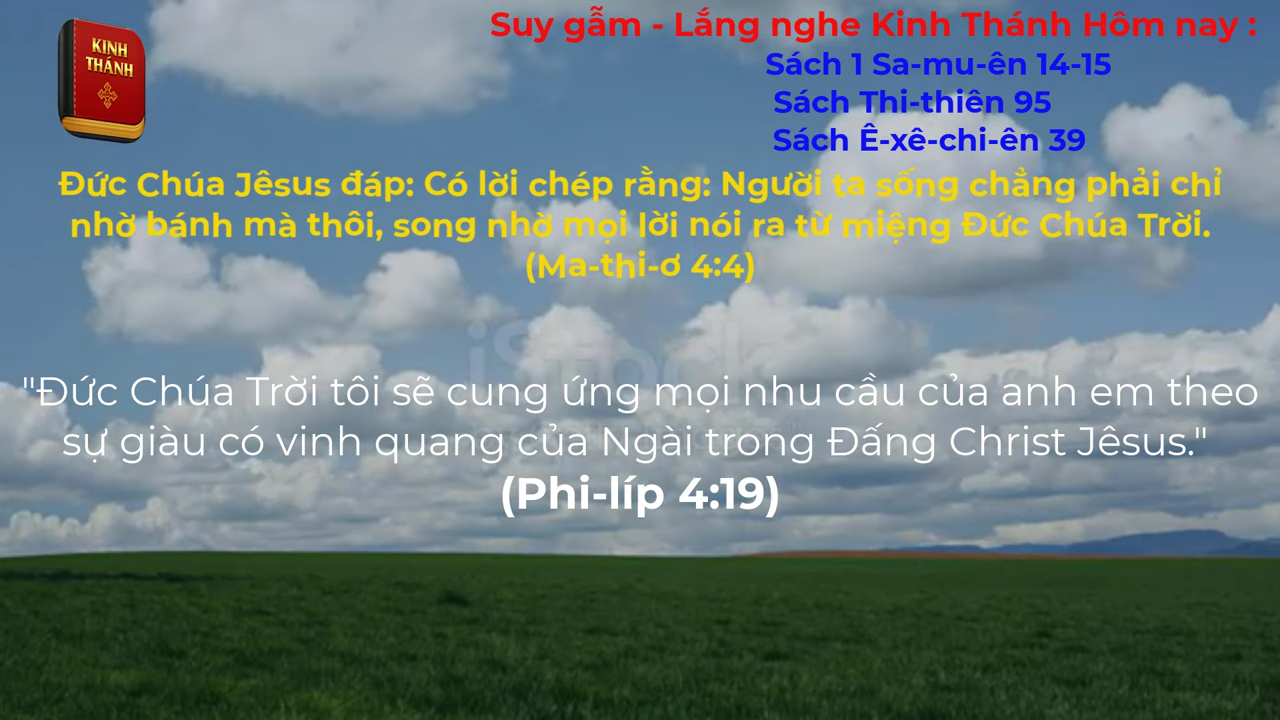 KINH
THÁNH
Suy gẫm - Lắng nghe Kinh Thánh Hôm nay :
Sách 1 Sa-mu-ên 14-15
Sách Thi-thiên 95
Sách Ê-xê-chi-ên 39
Đức Chúa Jêsus đáp: Có lời chép rằng: Người ta sống chẳng phải chỉ
nhờ bánh mà thôi, song nhờ mọi lời nói ra từ miệng Đức Chúa Trời.
(Ma-thi-ơ 4:4)
iStock
"Đức Chúa Trời tôi sẽ cung ứng mọi nhu cầu của anh em theo
sự giàu có vinh quang của Ngài trong Đấng Christ Jêsus."
(Phi-líp 4:19)